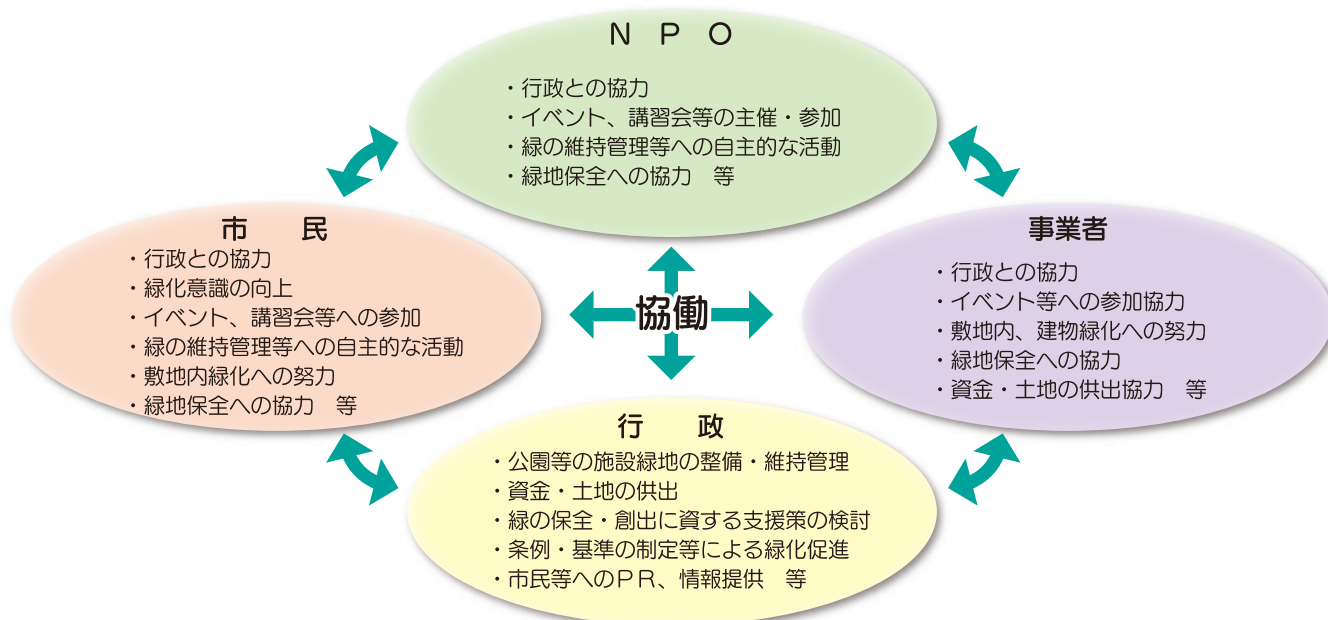 ＮＰＯ
・行政との協力
・イベント、講習会等の主催・参加
・緑の維持管理等への自主的な活動
・緑地保全への協力　等
市　民
・行政との協力
・緑化意識の向上
・イベント、講習会等への参加
・緑の維持管理等への自主的な活動
・敷地内緑化への努力
・緑地保全への協力　等
協働
事業者
・行政との協力
・イベント等への参加協力
・敷地内、建物緑化への努力
・緑地保全への協力
・資金・土地の供出協力　等
行　政
・公園等の施設緑地の整備・維持管理
・資金・土地の供出
・緑の保全・創出に資する支援策の検討
・条例・基準の制定等による緑化促進
・市民等へのＰＲ、情報提供　等